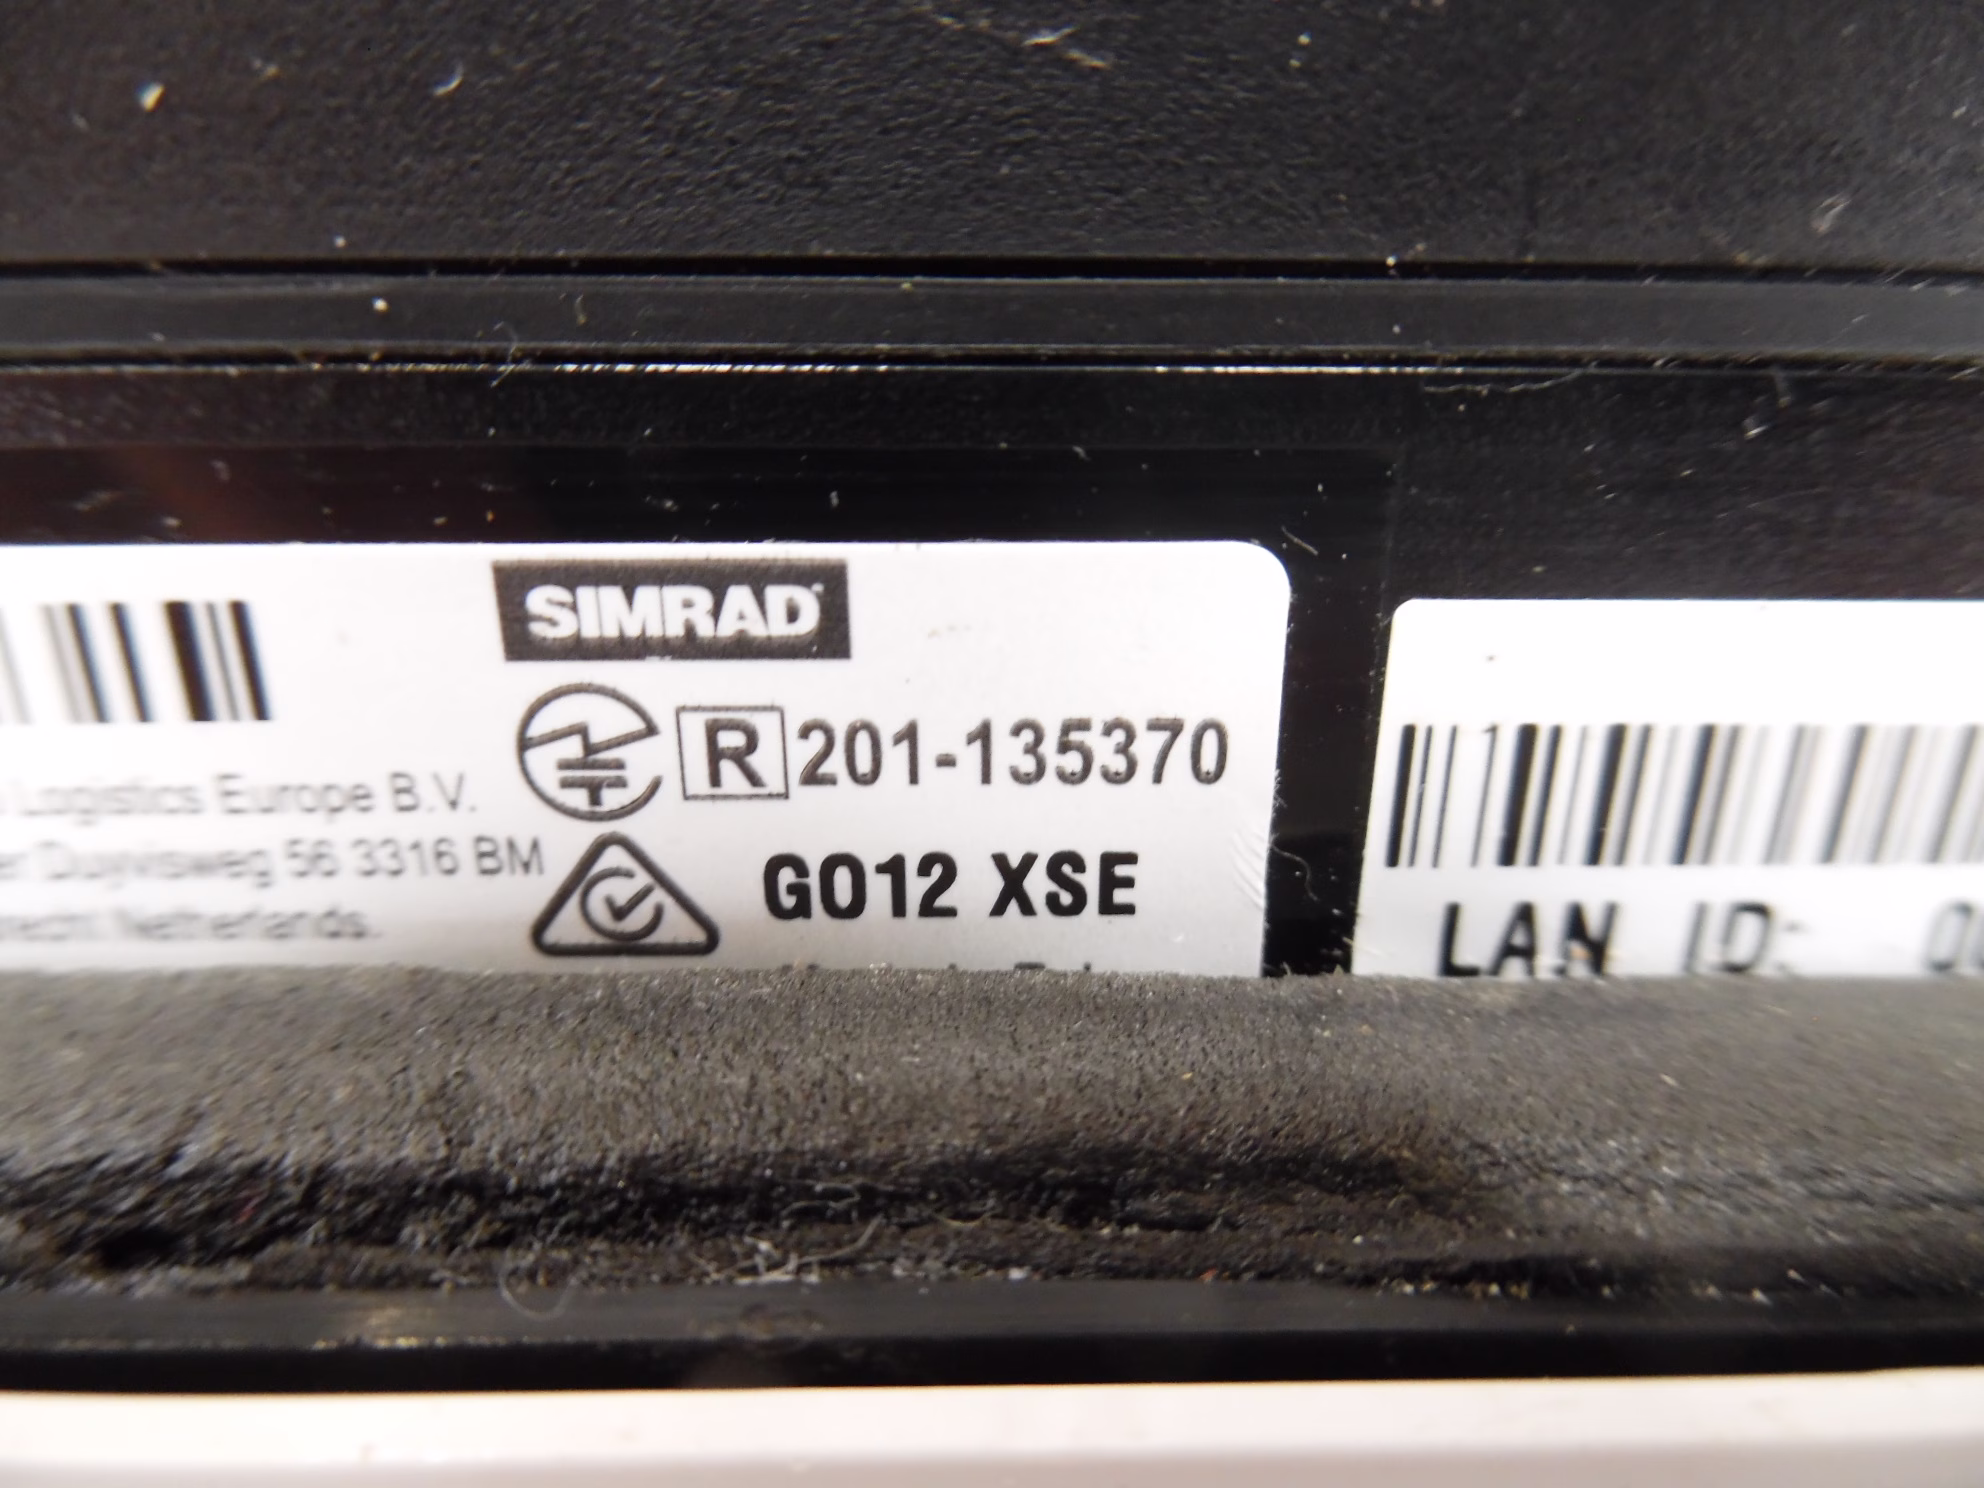 SIMRAD
R 201-135370
Logistics Europe B.V.
Duyvisweg 56 3316 BM
GO12 XSE
Netherlands.
LAN ID: